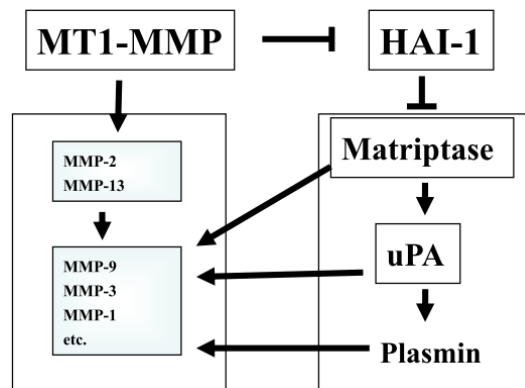 MT1-MMP
HAI-1
MMP-2
MMP-13
Matriptase
MMP-9
MMP-3
MMP-1
etc.
uPA
Plasmin